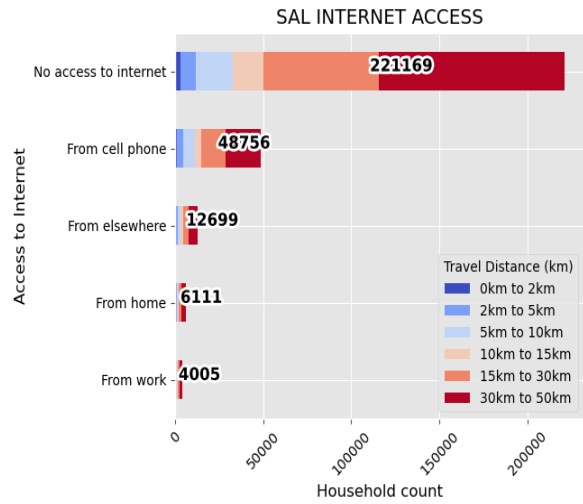 SAL INTERNET ACCESS
Access to Internet
No access to internet
221169
From cell phone
48756
From elsewhere
12699
From home
6111
From work
4005
Travel Distance (km)
0km to 2km
2km to 5km
5km to 10km
10km to 15km
15km to 30km
30km to 50km
0
50000
100000
150000
200000
Household count